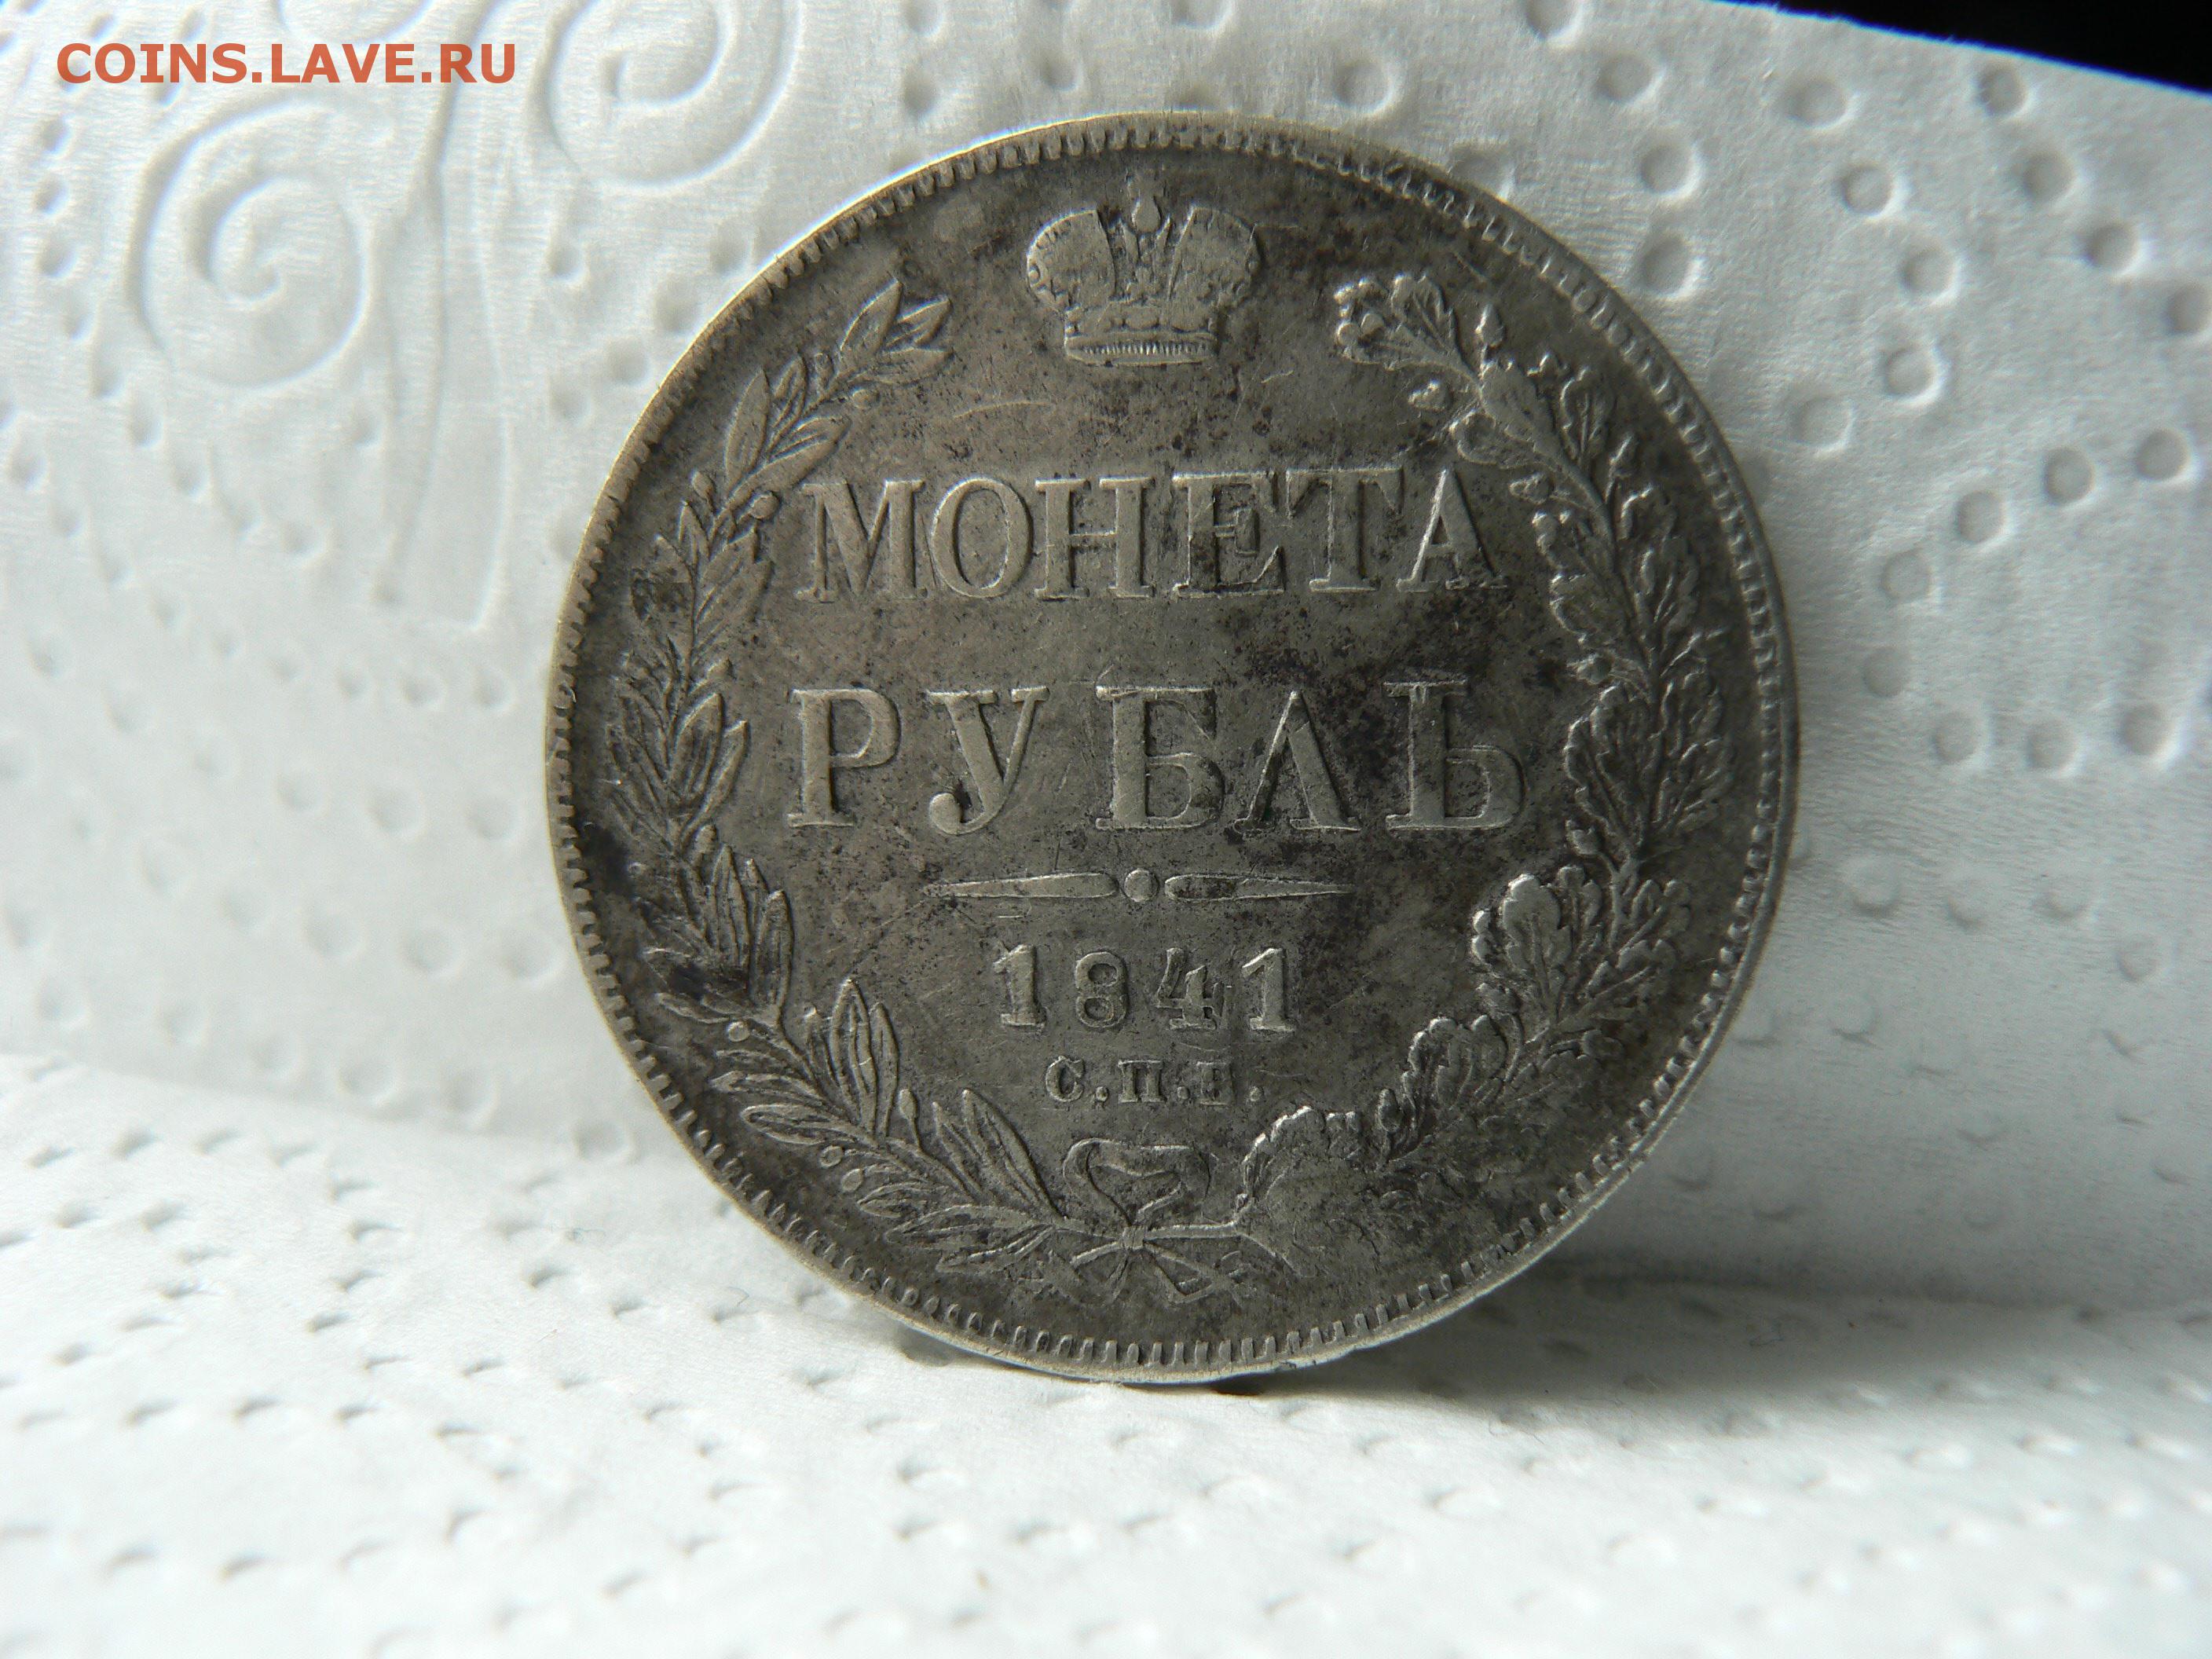 COINS.LAVE.RU
МОНЕТА
РУБЛЬ
1841
С.П.Б.